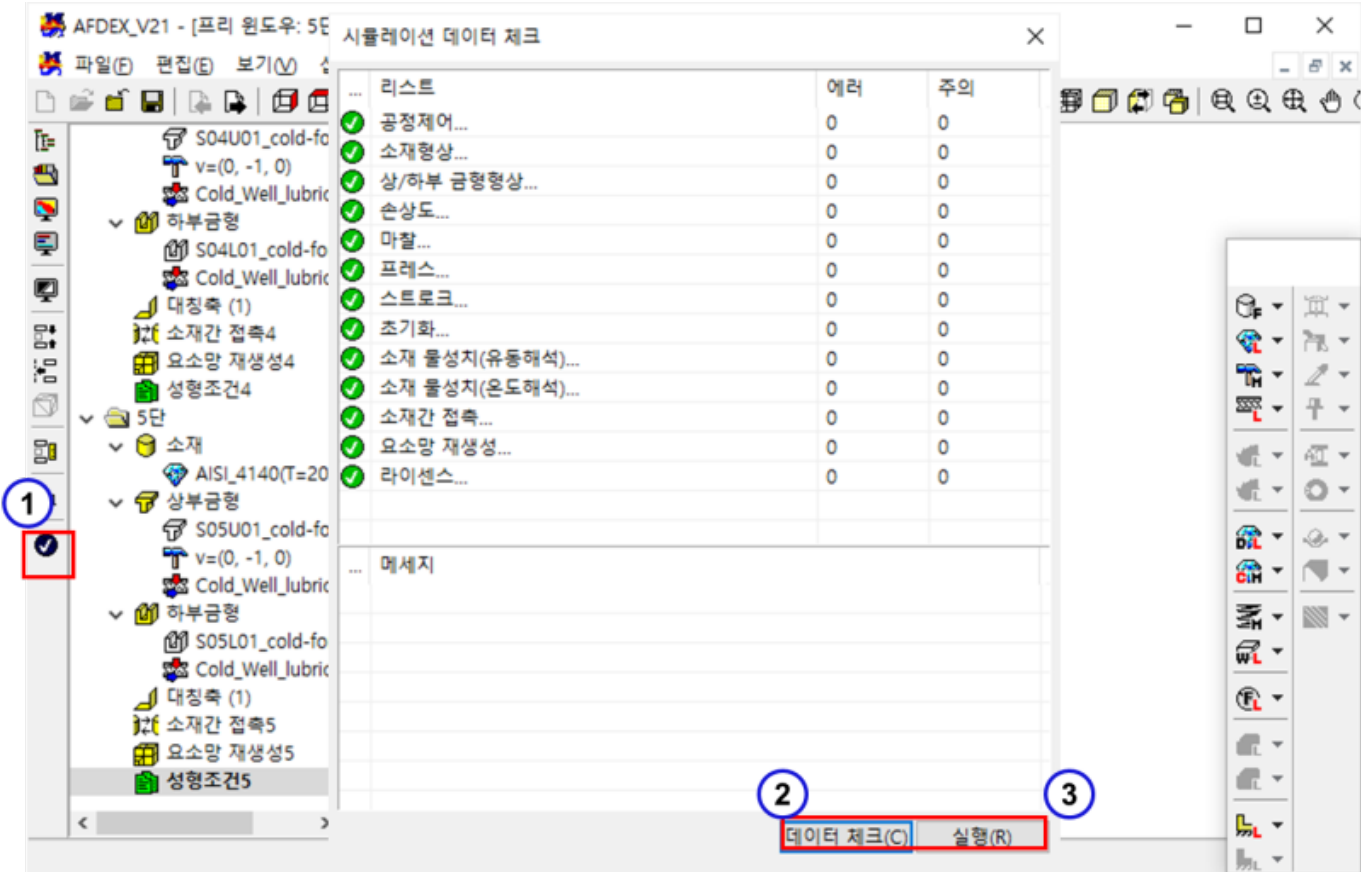 AFDEX_V21 - [프리 윈도우: 5단
파일(F) 편집(E) 보기(V)
S04U01_cold-fo
v=(0, -1, 0)
Cold_Well_lubric
하부금형
S04L01_cold-fo
Cold_Well_lubric
대칭축 (1)
소재간 접촉4
요소망 재생성4
성형조건4
5단
소재
AISI_4140(T=20
상부금형
S05U01_cold-fo
v=(0, -1, 0)
Cold_Well_lubric
하부금형
S05L01_cold-fo
Cold_Well_lubric
대칭축 (1)
소재간 접촉5
요소망 재생성5
성형조건5
1
시뮬레이션 데이터 체크
... 리스트 에러 주의
공정제어... 0 0
소재형상... 0 0
상/하부 금형형상... 0 0
손상도... 0 0
마찰... 0 0
프레스... 0 0
스트로크... 0 0
초기화... 0 0
소재 물성치(유동해석)... 0 0
소재 물성치(온도해석)... 0 0
소재간 접촉... 0 0
요소망 재생성... 0 0
라이센스... 0 0
... 메세지
2 3
데이터 체크(C) 실행(R)